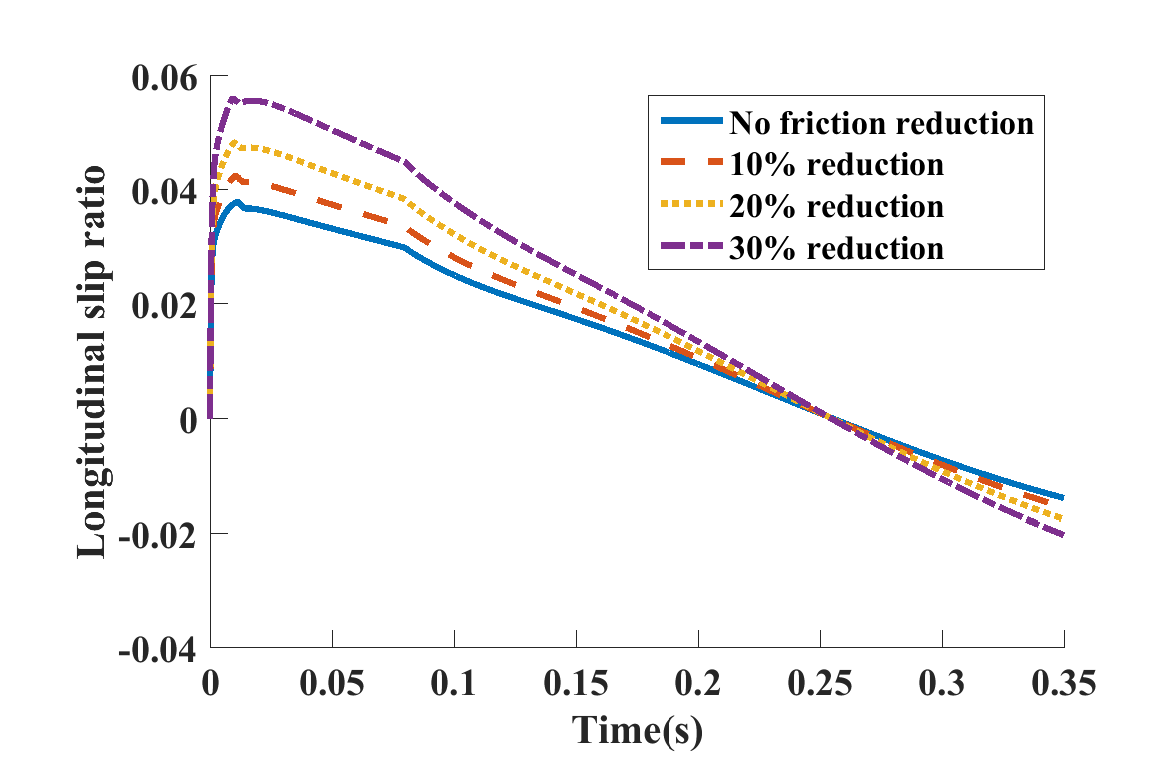 0.06
0.04
0.02
0
-0.02
-0.04
Longitudinal slip ratio
No friction reduction
10% reduction
20% reduction
30% reduction
0 0.05 0.1 0.15 0.2 0.25 0.3 0.35
Time(s)